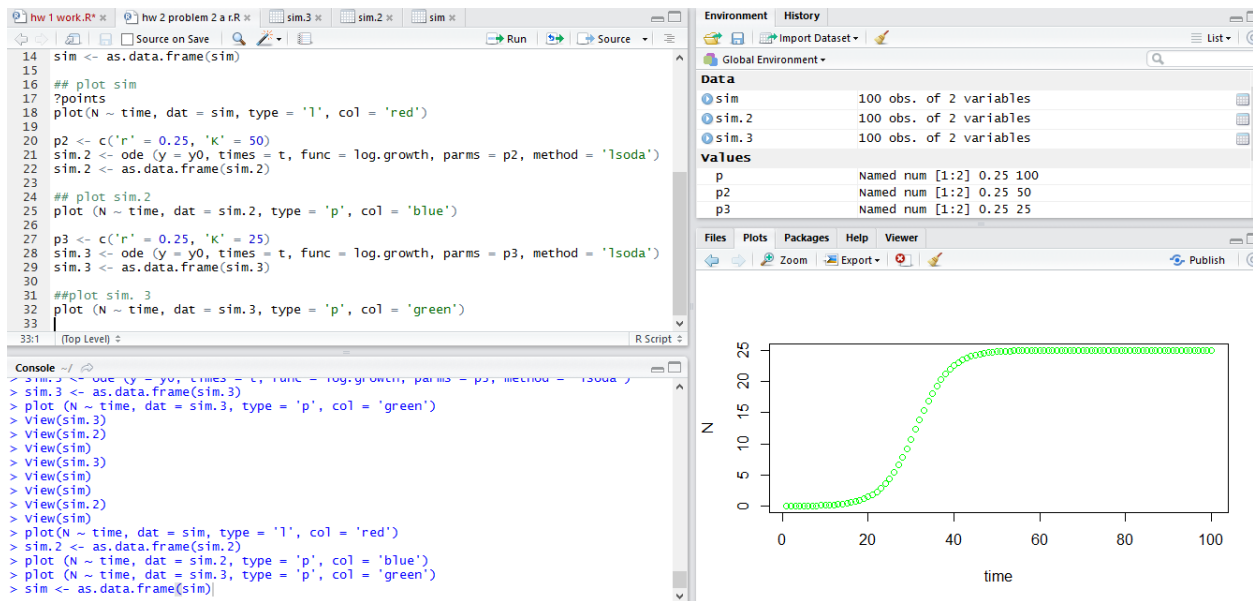 hw 1 work.R* × hw 2 problem 2 a r.R × sim.3 × sim.2 × sim ×
Source on Save Run Source
14 sim <- as.data.frame(sim)
15
16 ## plot sim
17 ?points
18 plot(N ~ time, dat = sim, type = 'l', col = 'red')
19
20 p2 <- c('r' = 0.25, 'K' = 50)
21 sim.2 <- ode (y = y0, times = t, func = log.growth, parms = p2, method = 'lsoda')
22 sim.2 <- as.data.frame(sim.2)
23
24 ## plot sim.2
25 plot (N ~ time, dat = sim.2, type = 'p', col = 'blue')
26
27 p3 <- c('r' = 0.25, 'K' = 25)
28 sim.3 <- ode (y = y0, times = t, func = log.growth, parms = p3, method = 'lsoda')
29 sim.3 <- as.data.frame(sim.3)
30
31 ##plot sim. 3
32 plot (N ~ time, dat = sim.3, type = 'p', col = 'green')
33
33:1 (Top Level) R Script
Console ~/
> sim.3 <- ode (y = y0, times = t, func = log.growth, parms = p3, method = 'lsoda')
> sim.3 <- as.data.frame(sim.3)
> plot (N ~ time, dat = sim.3, type = 'p', col = 'green')
> View(sim.3)
> View(sim.2)
> View(sim)
> View(sim.3)
> View(sim)
> View(sim)
> View(sim.2)
> View(sim)
> plot(N ~ time, dat = sim, type = 'l', col = 'red')
> sim.2 <- as.data.frame(sim.2)
> plot (N ~ time, dat = sim.2, type = 'p', col = 'blue')
> plot (N ~ time, dat = sim.3, type = 'p', col = 'green')
> sim <- as.data.frame(sim)
Environment History
Import Dataset List
Global Environment
Data
sim 100 obs. of 2 variables
sim.2 100 obs. of 2 variables
sim.3 100 obs. of 2 variables
Values
p Named num [1:2] 0.25 100
p2 Named num [1:2] 0.25 50
p3 Named num [1:2] 0.25 25
Files Plots Packages Help Viewer
Zoom Export Publish
25
20
15
10
5
0
N
0 20 40 60 80 100
time